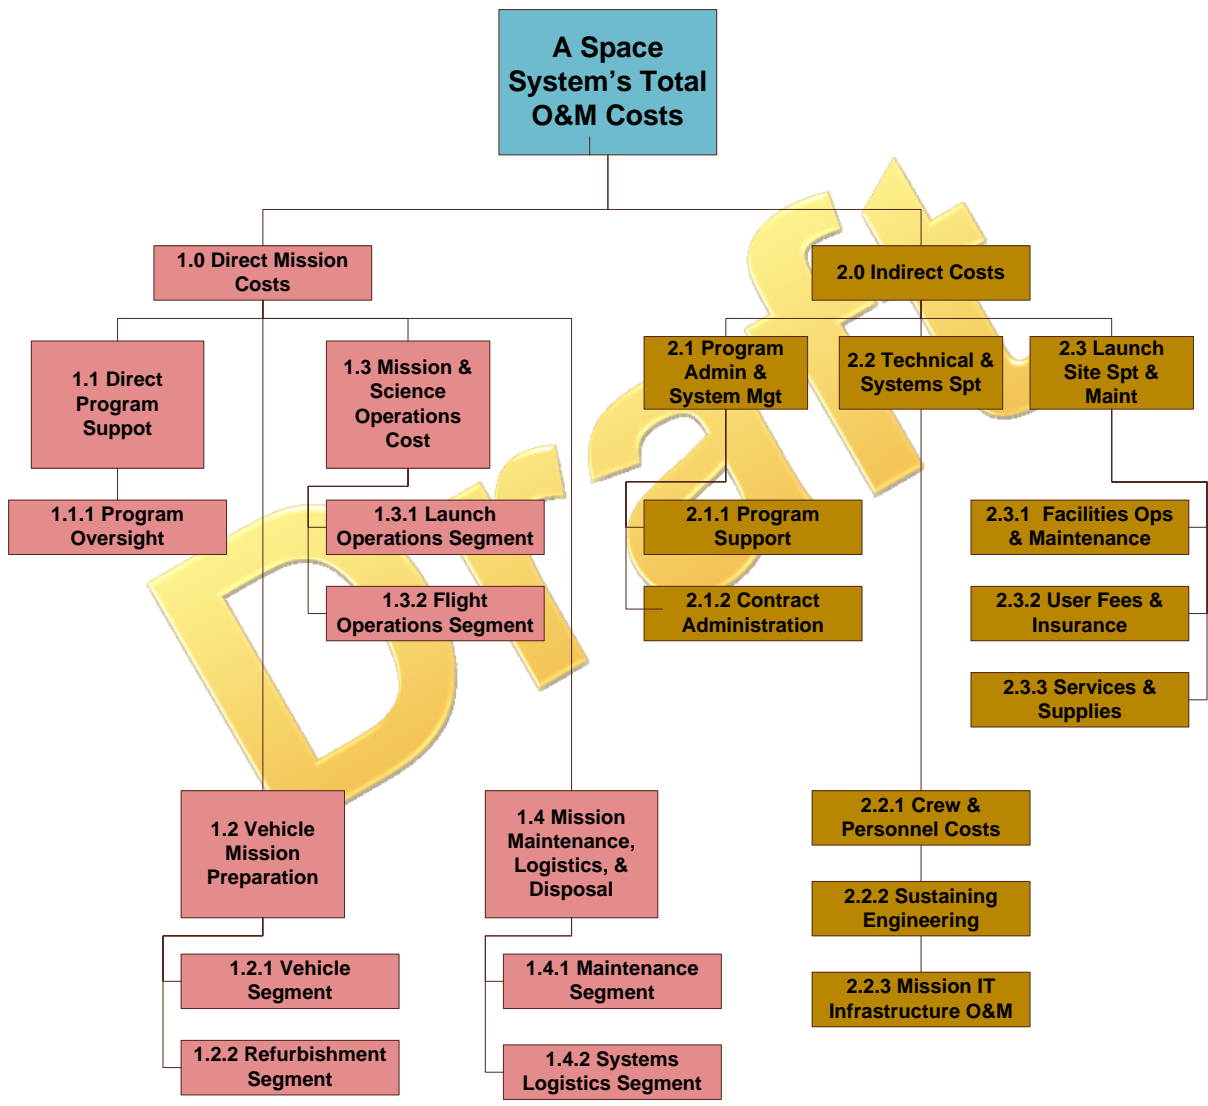 A Space
System’s Total
O&M Costs
1.0 Direct Mission
Costs
2.0 Indirect Costs
1.1 Direct
Program
Suppot
1.3 Mission &
Science
Operations
Cost
2.1 Program
Admin &
System Mgt
2.2 Technical &
Systems Spt
2.3 Launch
Site Spt &
Maint
1.1.1 Program
Oversight
1.3.1 Launch
Operations Segment
1.3.2 Flight
Operations Segment
2.1.1 Program
Support
2.1.2 Contract
Administration
2.3.1 Facilities Ops
& Maintenance
2.3.2 User Fees &
Insurance
2.3.3 Services &
Supplies
1.2 Vehicle
Mission
Preparation
1.4 Mission
Maintenance,
Logistics, &
Disposal
2.2.1 Crew &
Personnel Costs
2.2.2 Sustaining
Engineering
2.2.3 Mission IT
Infrastructure O&M
1.2.1 Vehicle
Segment
1.2.2 Refurbishment
Segment
1.4.1 Maintenance
Segment
1.4.2 Systems
Logistics Segment
Draft